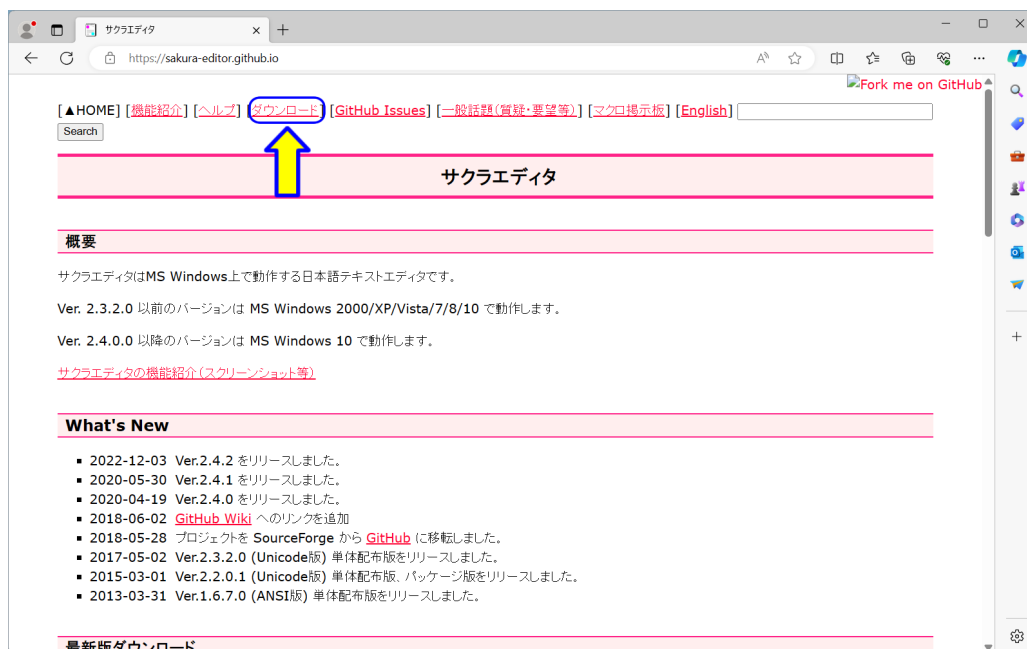 サクラエディタ
https://sakura-editor.github.io
Fork me on GitHub
[▲HOME] [機能紹介] [ヘルプ] [ダウンロード] [GitHub Issues] [一般話題(質疑・要望等)] [マクロ掲示板] [English]
Search
サクラエディタ
概要
サクラエディタはMS Windows上で動作する日本語テキストエディタです。
Ver. 2.3.2.0 以前のバージョンは MS Windows 2000/XP/Vista/7/8/10 で動作します。
Ver. 2.4.0.0 以降のバージョンは MS Windows 10 で動作します。
サクラエディタの機能紹介(スクリーンショット等)
What's New
2022-12-03 Ver.2.4.2 をリリースしました。
2020-05-30 Ver.2.4.1 をリリースしました。
2020-04-19 Ver.2.4.0 をリリースしました。
2018-06-02 GitHub Wiki へのリンクを追加
2018-05-28 プロジェクトを SourceForge から GitHub に移転しました。
2017-05-02 Ver.2.3.2.0 (Unicode版) 単体配布版をリリースしました。
2015-03-01 Ver.2.2.0.1 (Unicode版) 単体配布版、パッケージ版をリリースしました。
2013-03-31 Ver.1.6.7.0 (ANSI版) 単体配布版をリリースしました。
最新版ダウンロード